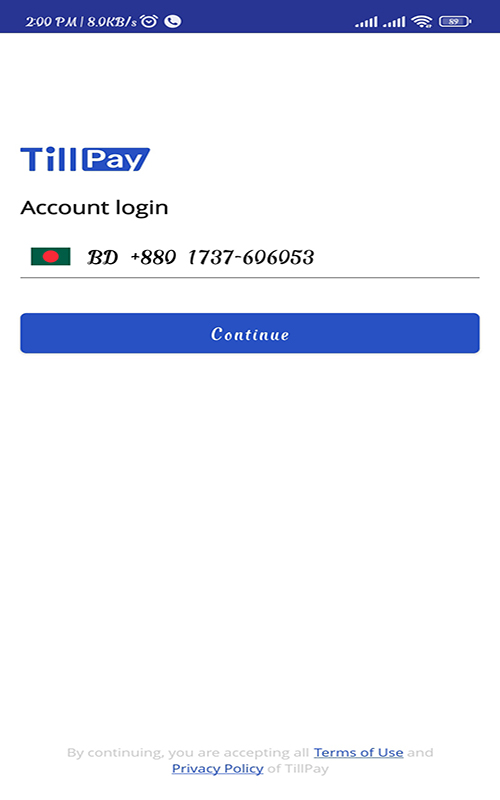 2:00 PM | 8.0KB/s 89
TillPay
Account login
BD +880 1737-606053
Continue
By continuing, you are accepting all Terms of Use and
Privacy Policy of TillPay